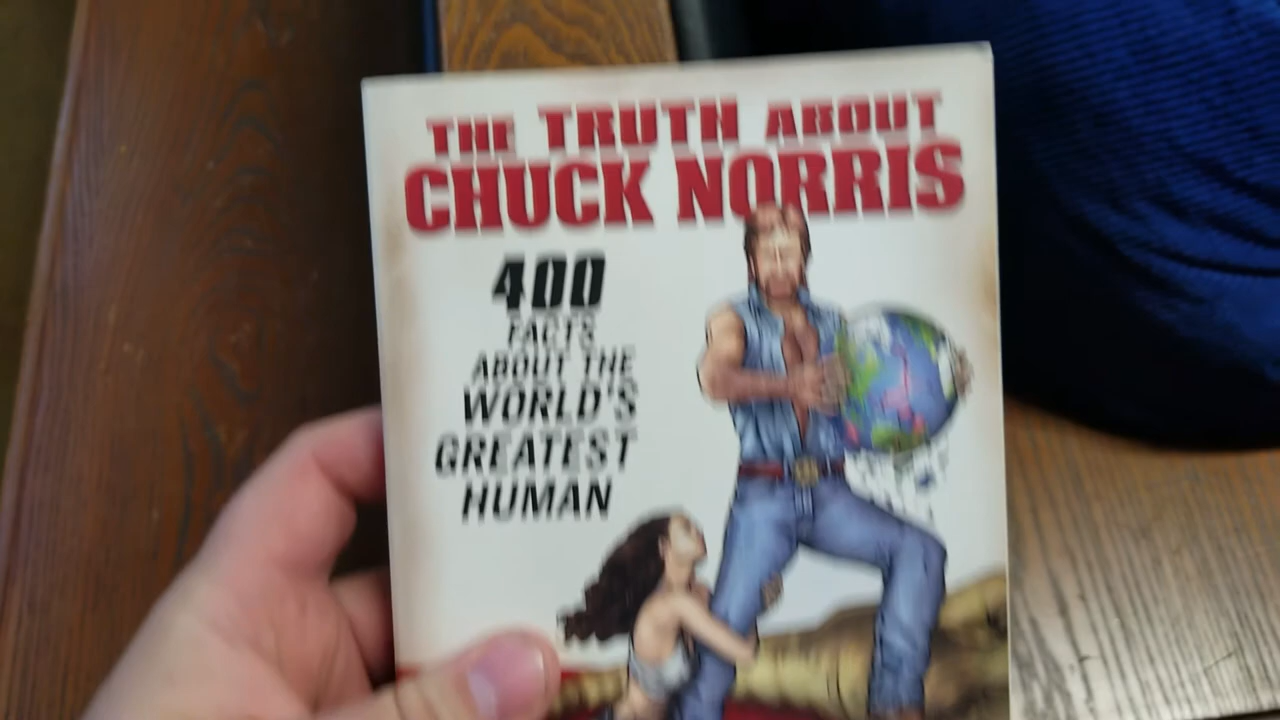 THE TRUTH ABOUT
CHUCK NORRIS
400
FACTS
ABOUT THE
WORLD'S
GREATEST
HUMAN